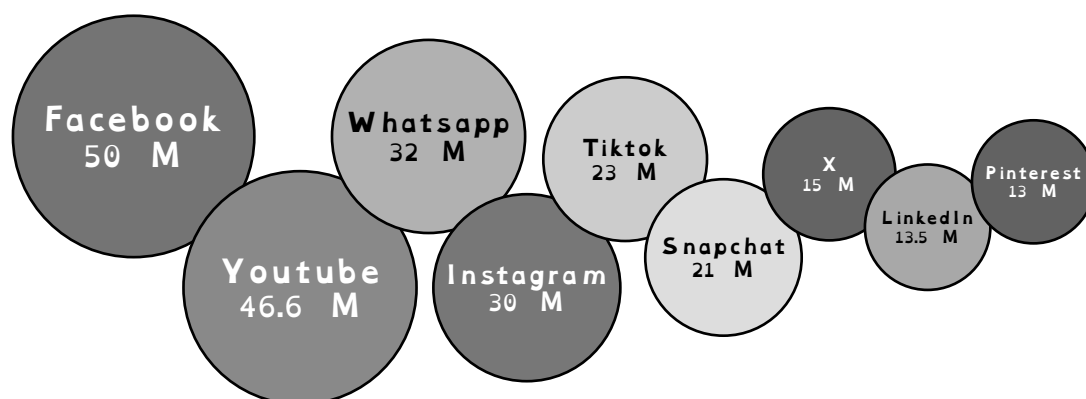 Facebook
50 M
Youtube
46.6 M
Whatsapp
32 M
Instagram
30 M
Tiktok
23 M
Snapchat
21 M
X
15 M
LinkedIn
13.5 M
Pinterest
13 M